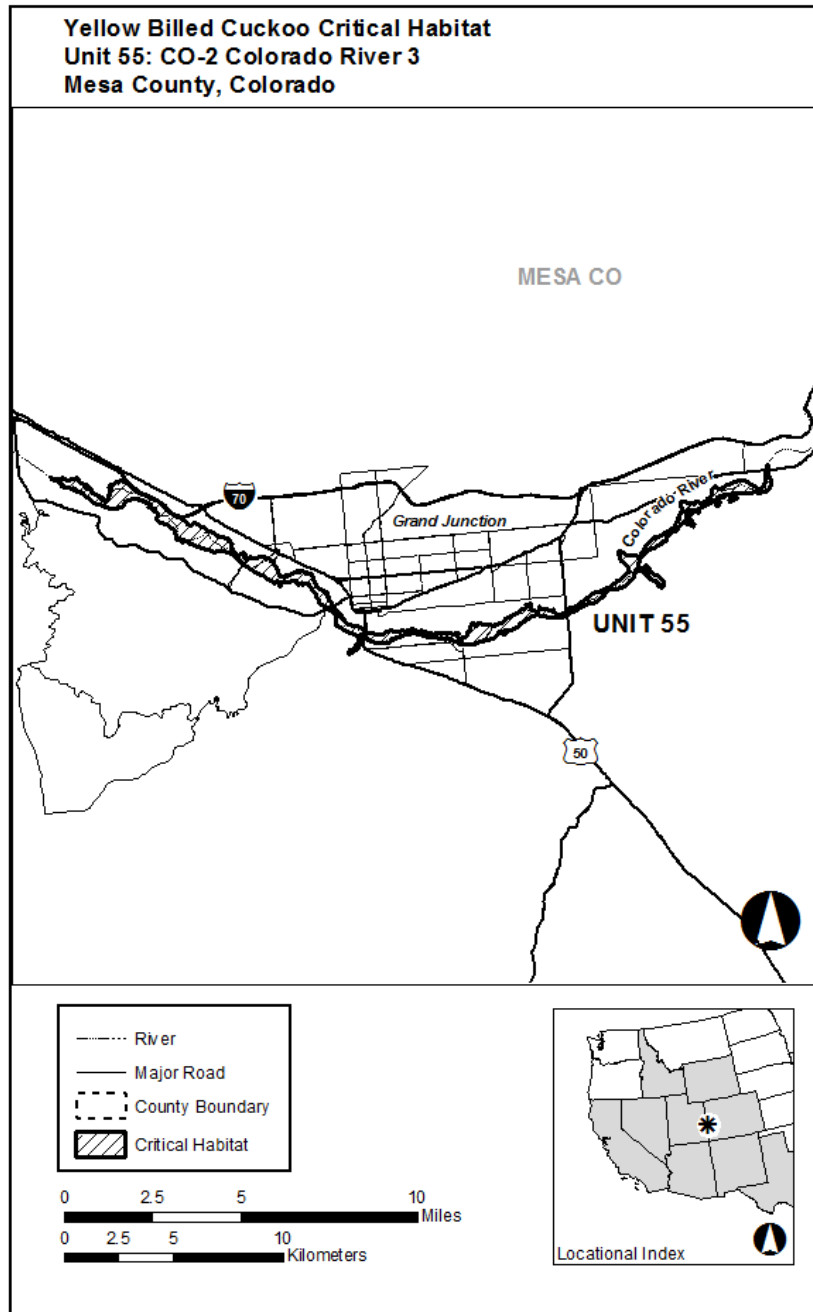 Yellow Billed Cuckoo Critical Habitat
Unit 55: CO-2 Colorado River 3
Mesa County, Colorado
MESA CO
70
Grand Junction
Colorado River
UNIT 55
50
River
Major Road
County Boundary
Critical Habitat
0 2.5 5 10
Miles
0 2.5 5 10
Kilometers
Locational Index